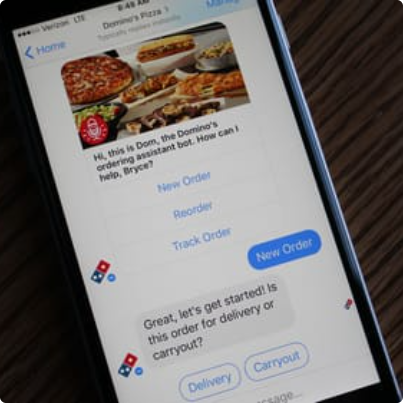 Verizon LTE
9:48 AM
Home
Domino's Pizza
Typically replies instantly
Manage
Hi, this is Dom, the Domino's
ordering assistant bot. How can I
help, Bryce?
New Order
Reorder
Track Order
New Order
Great, let's get started! Is
this order for delivery or
carryout?
Delivery
Carryout